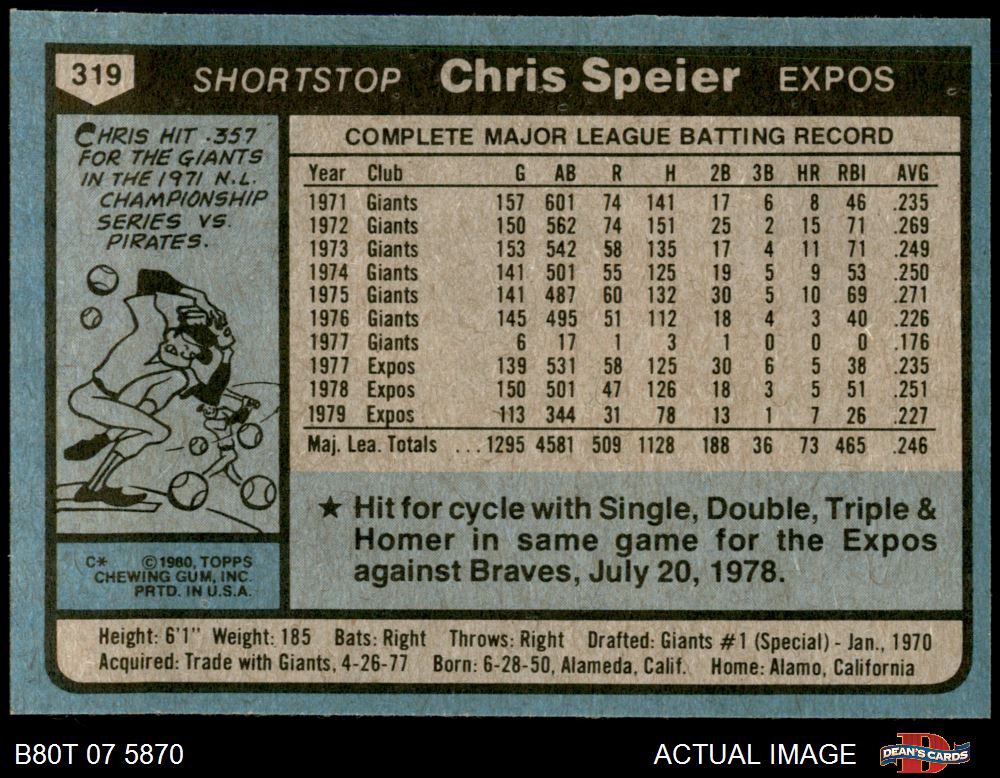 319 SHORTSTOP Chris Speier EXPOS
CHRIS HIT .357
FOR THE GIANTS
IN THE 1971 N.L.
CHAMPIONSHIP
SERIES VS.
PIRATES.
C* ©1980, TOPPS
CHEWING GUM, INC.
PRTD. IN U.S.A.
COMPLETE MAJOR LEAGUE BATTING RECORD
Year Club G AB R H 2B 3B HR RBI AVG
1971 Giants 157 601 74 141 17 6 8 46 .235
1972 Giants 150 562 74 151 25 2 15 71 .269
1973 Giants 153 542 58 135 17 4 11 71 .249
1974 Giants 141 501 55 125 19 5 9 53 .250
1975 Giants 141 487 60 132 30 5 10 69 .271
1976 Giants 145 495 51 112 18 4 3 40 .226
1977 Giants 6 17 1 3 1 0 0 0 .176
1977 Expos 139 531 58 125 30 6 5 38 .235
1978 Expos 150 501 47 126 18 3 5 51 .251
1979 Expos 113 344 31 78 13 1 7 26 .227
Maj. Lea. Totals ...1295 4581 509 1128 188 36 73 465 .246
★ Hit for cycle with Single, Double, Triple &
Homer in same game for the Expos
against Braves, July 20, 1978.
Height: 6'1" Weight: 185 Bats: Right Throws: Right Drafted: Giants #1 (Special) - Jan., 1970
Acquired: Trade with Giants, 4-26-77 Born: 6-28-50, Alameda, Calif. Home: Alamo, California
B80T 07 5870 ACTUAL IMAGE DEAN'S CARDS